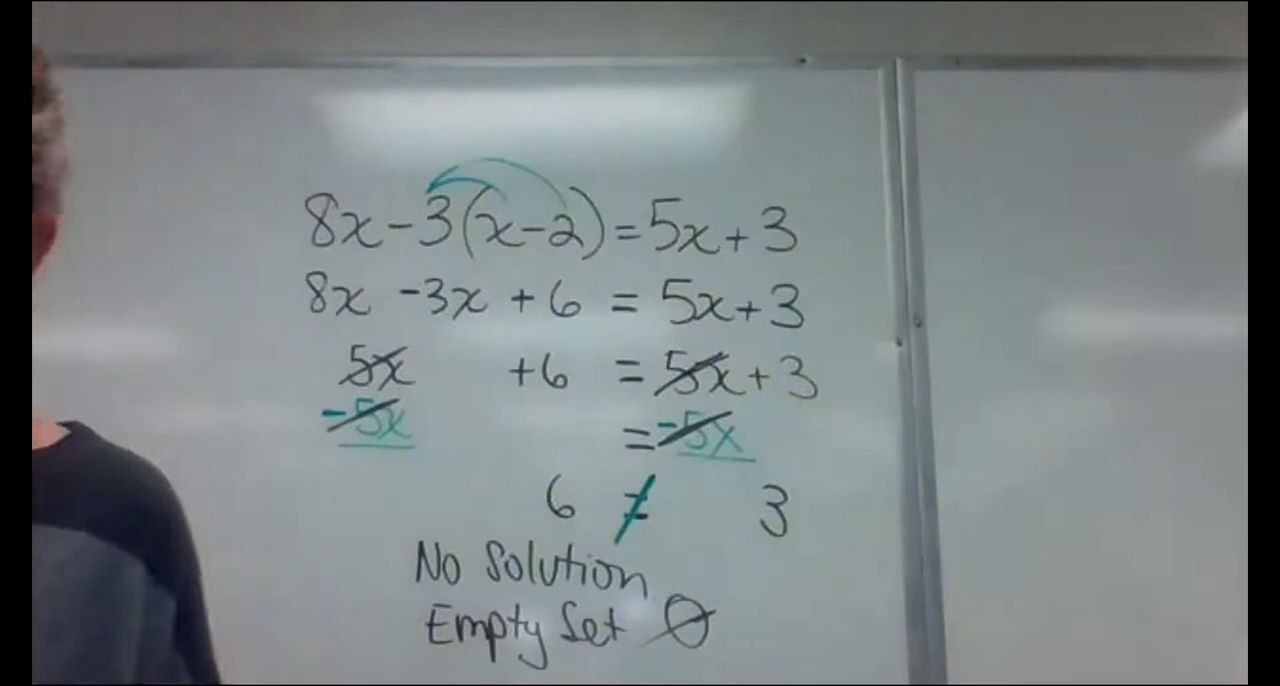 8x-3(x-2)=5x+3
8x -3x +6 = 5x+3
5x +6 = 5x+3
-5x =-5x
6 ≠ 3
No Solution
Empty Set ∅